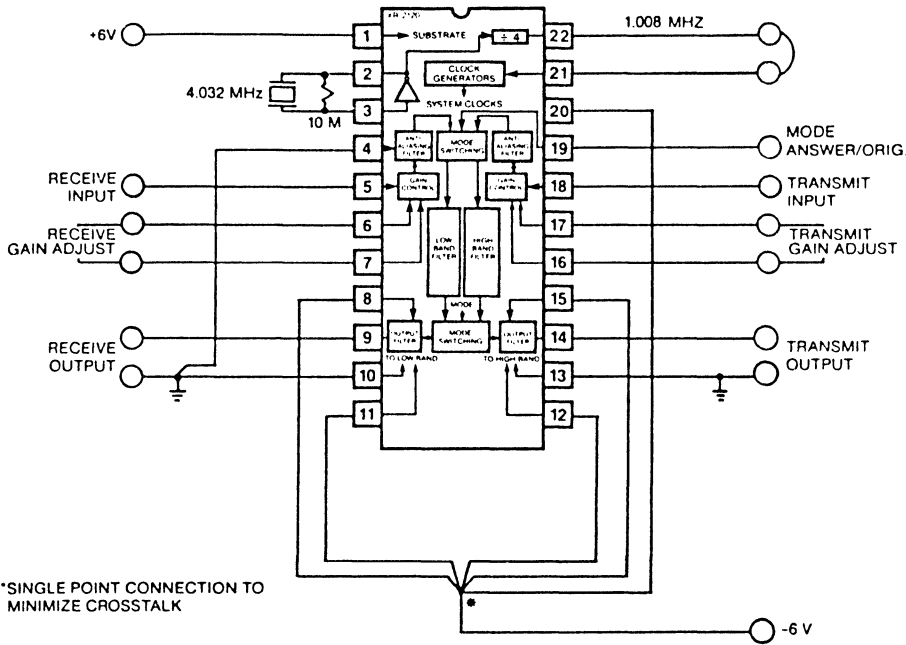 XR-2120
+6V
1
SUBSTRATE
÷ 4
22
1.008 MHZ
2
CLOCK
GENERATORS
21
4.032 MHz
10 M
3
SYSTEM CLOCKS
20
4
ANTI
ALIASING
FILTER
MODE
SWITCHING
ANTI
ALIASING
FILTER
19
MODE
ANSWER/ORIG.
RECEIVE
INPUT
5
GAIN
CONTROL
GAIN
CONTROL
18
TRANSMIT
INPUT
RECEIVE
GAIN ADJUST
6
7
LOW
BAND
FILTER
HIGH
BAND
FILTER
17
16
TRANSMIT
GAIN ADJUST
8
MODE
15
RECEIVE
OUTPUT
9
OUTPUT
FILTER
MODE
SWITCHING
OUTPUT
FILTER
14
TRANSMIT
OUTPUT
TO LOW BAND
TO HIGH BAND
10
13
11
12
*SINGLE POINT CONNECTION TO
MINIMIZE CROSSTALK
*
-6 V